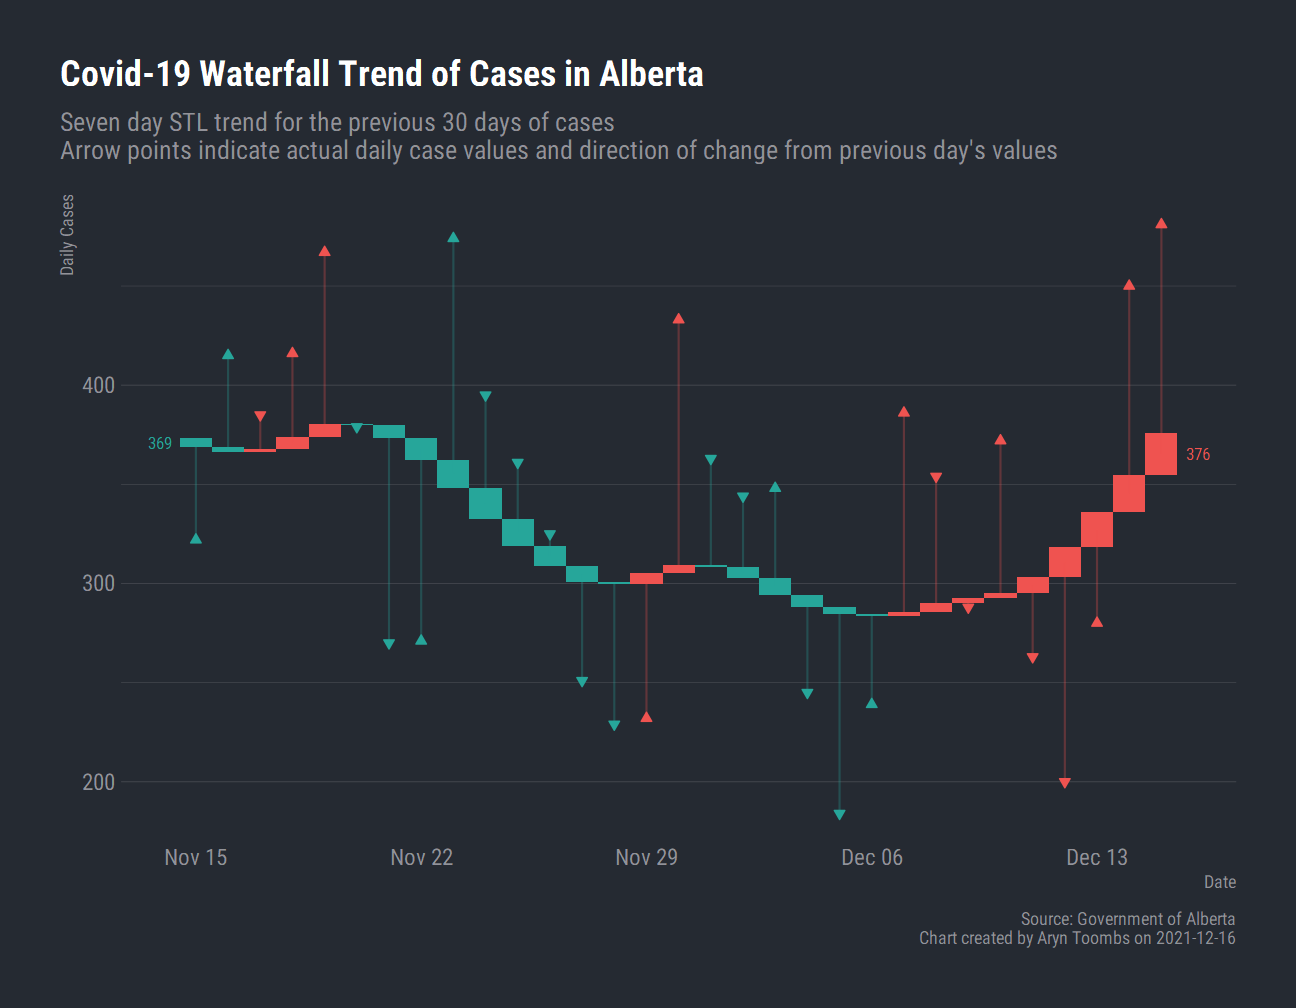 Covid-19 Waterfall Trend of Cases in Alberta
Seven day STL trend for the previous 30 days of cases
Arrow points indicate actual daily case values and direction of change from previous day's values
Daily Cases
400
300
200
369
376
Nov 15
Nov 22
Nov 29
Dec 06
Dec 13
Date
Source: Government of Alberta
Chart created by Aryn Toombs on 2021-12-16